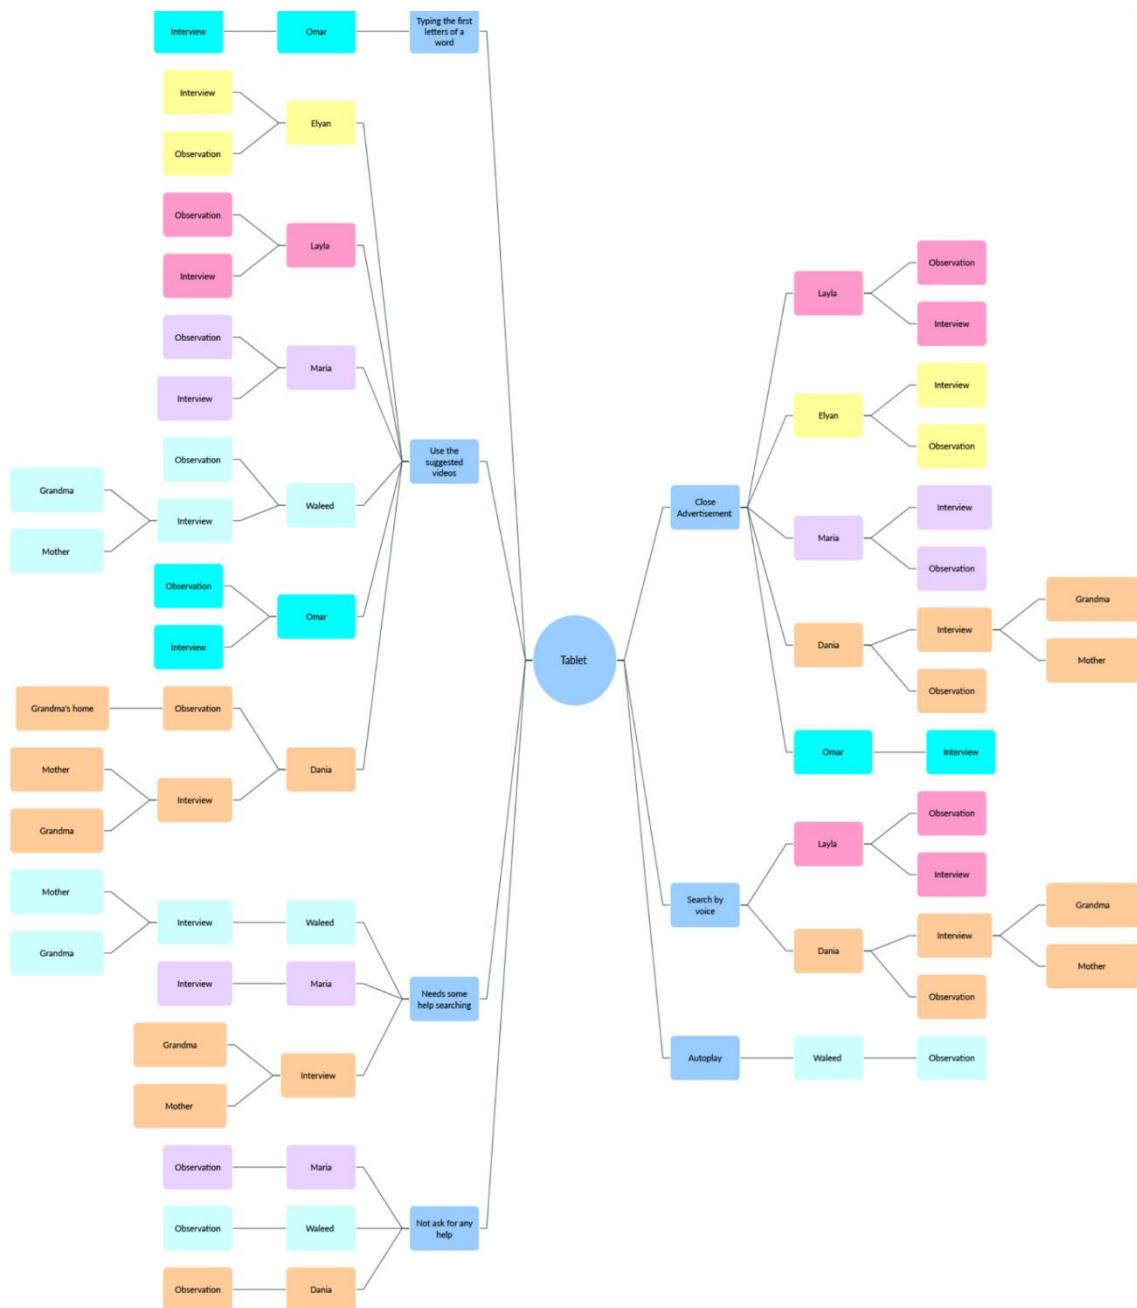 Interview
Omar
Typing the first
letters of a
word
Interview
Observation
Elyan
Observation
Interview
Layla
Observation
Interview
Maria
Observation
Grandma
Mother
Interview
Waleed
Use the
suggested
videos
Observation
Interview
Omar
Grandma's home
Observation
Mother
Grandma
Interview
Dania
Mother
Grandma
Interview
Waleed
Interview
Maria
Needs some
help searching
Grandma
Mother
Interview
Observation
Maria
Observation
Waleed
Not ask for any
help
Observation
Dania
Tablet
Close
Advertisement
Layla
Observation
Interview
Elyan
Interview
Observation
Maria
Interview
Observation
Dania
Interview
Grandma
Mother
Observation
Omar
Interview
Search by
voice
Layla
Observation
Interview
Dania
Interview
Grandma
Mother
Observation
Autoplay
Waleed
Observation